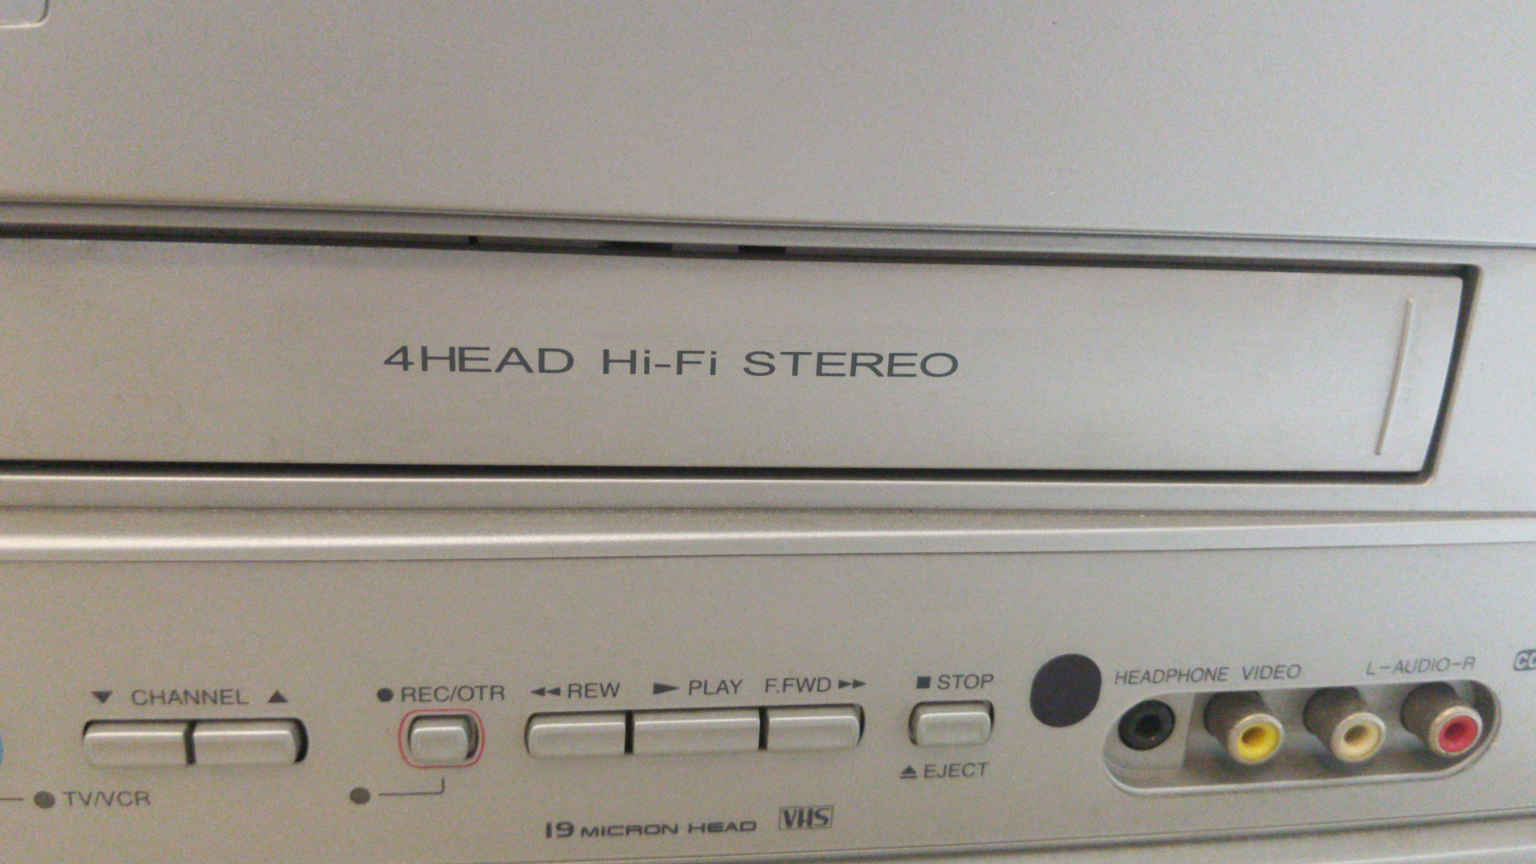 4HEAD Hi-Fi STEREO
▼ CHANNEL ▲
● REC/OTR
◄◄ REW
► PLAY
F.FWD ►►
■ STOP
HEADPHONE
VIDEO
L-AUDIO-R
● TV/VCR
⏏ EJECT
19 MICRON HEAD
VHS